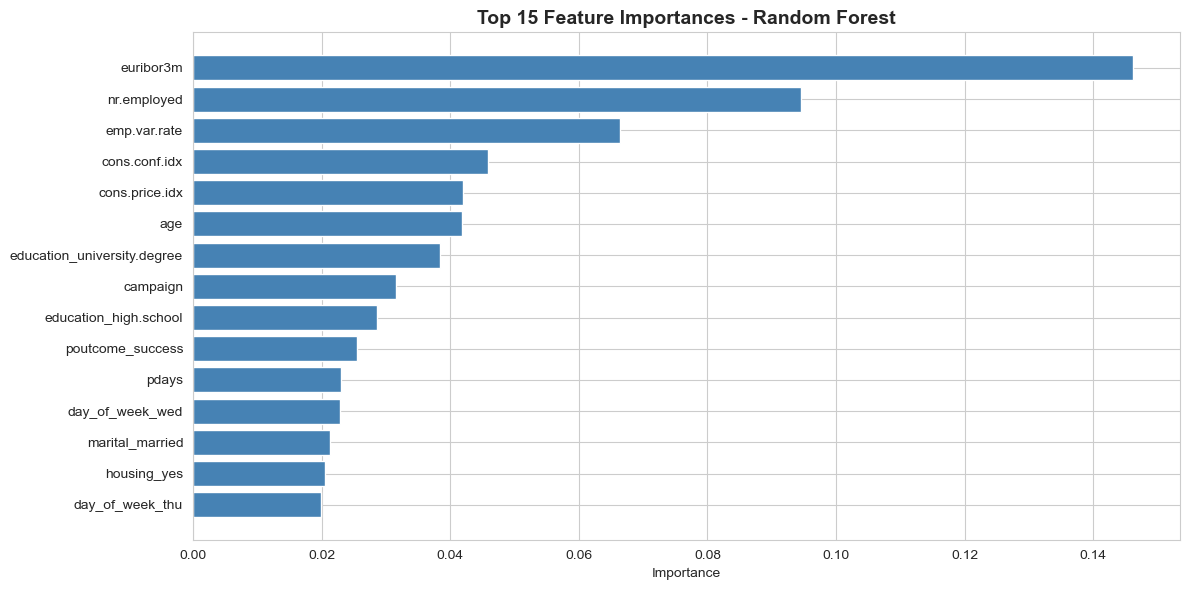 Top 15 Feature Importances - Random Forest
euribor3m
nr.employed
emp.var.rate
cons.conf.idx
cons.price.idx
age
education_university.degree
campaign
education_high.school
poutcome_success
pdays
day_of_week_wed
marital_married
housing_yes
day_of_week_thu
0.00 0.02 0.04 0.06 0.08 0.10 0.12 0.14
Importance